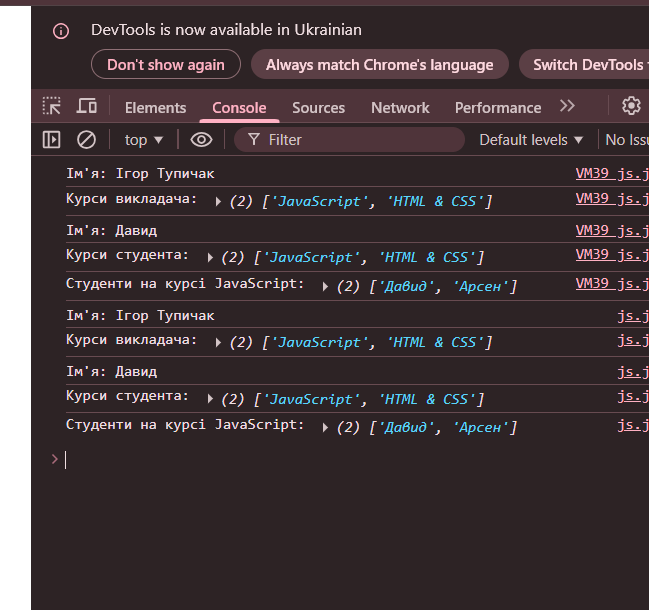 DevTools is now available in Ukrainian
Don't show again Always match Chrome's language Switch DevTools
Elements Console Sources Network Performance
top Filter Default levels No
Ім'я: Ігор Тупичак VM39 js.j
Курси викладача: (2) ['JavaScript', 'HTML & CSS'] VM39 js.j
Ім'я: Давид VM39 js.j
Курси студента: (2) ['JavaScript', 'HTML & CSS'] VM39 js.j
Студенти на курсі JavaScript: (2) ['Давид', 'Арсен'] VM39 js.j
Ім'я: Ігор Тупичак js.j
Курси викладача: (2) ['JavaScript', 'HTML & CSS'] js.j
Ім'я: Давид js.j
Курси студента: (2) ['JavaScript', 'HTML & CSS'] js.j
Студенти на курсі JavaScript: (2) ['Давид', 'Арсен'] js.j